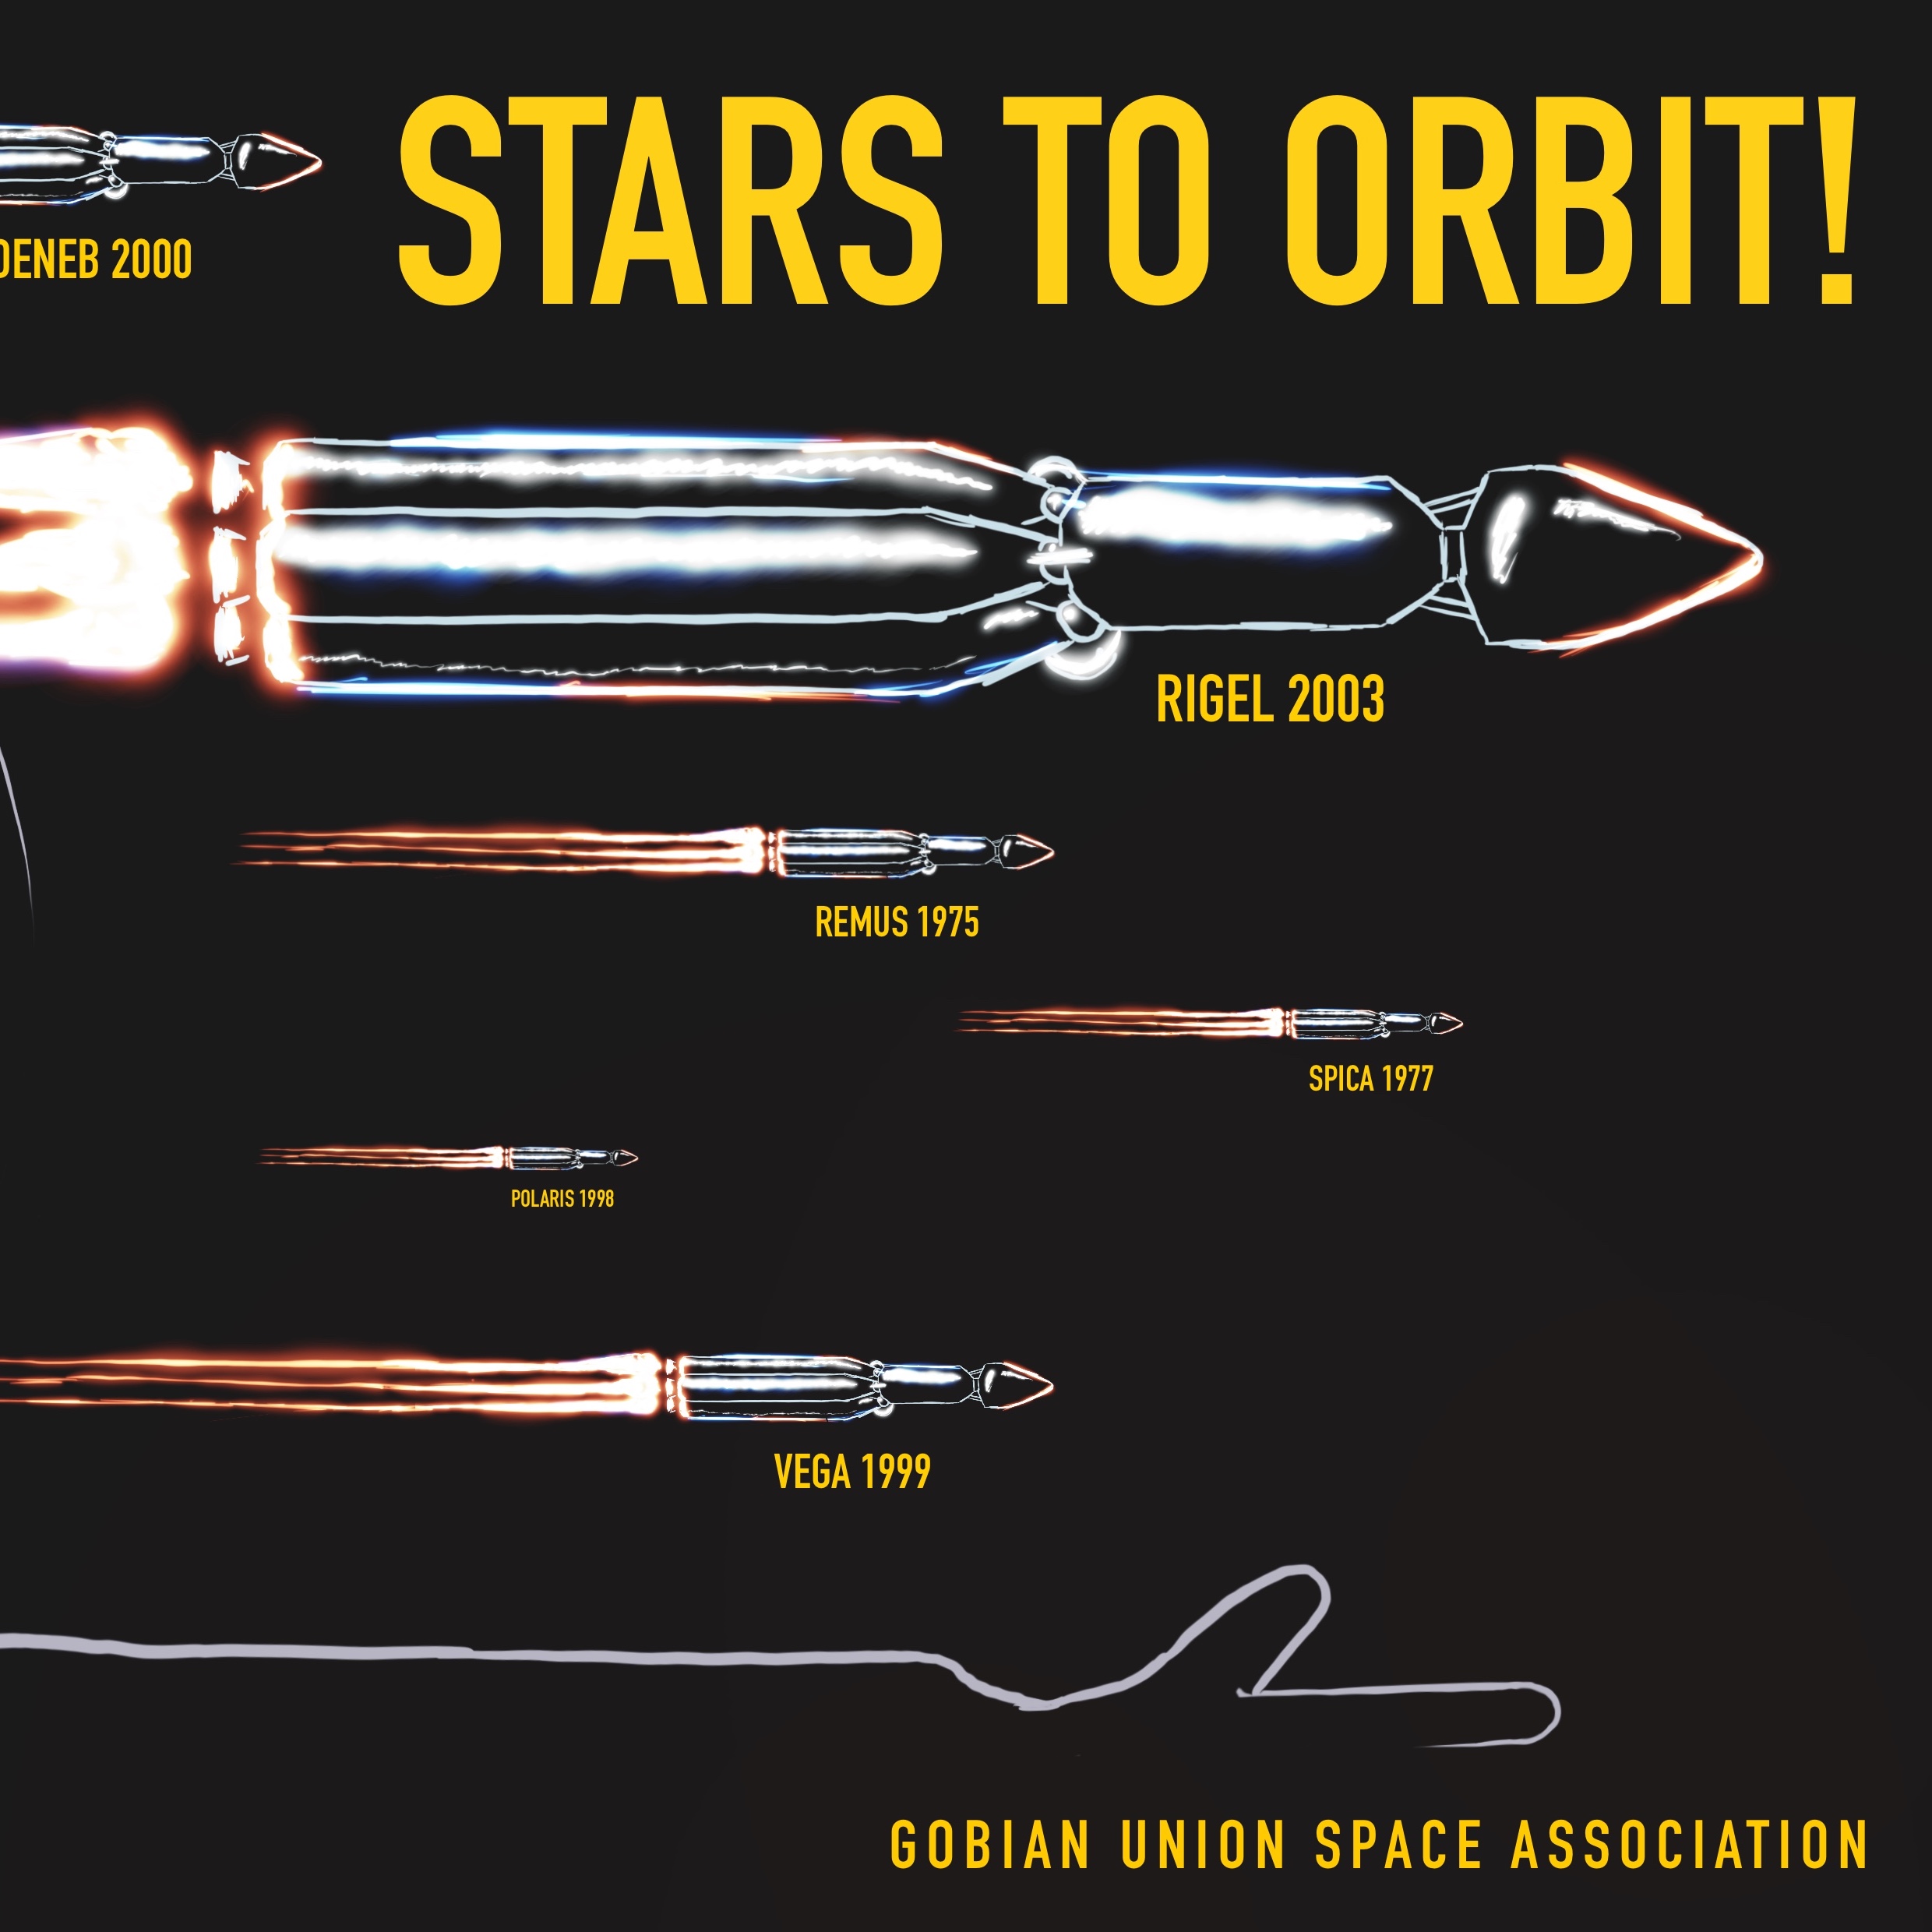 STARS TO ORBIT!
DENEB 2000
RIGEL 2003
REMUS 1975
SPICA 1977
POLARIS 1998
VEGA 1999
GOBIAN UNION SPACE ASSOCIATION